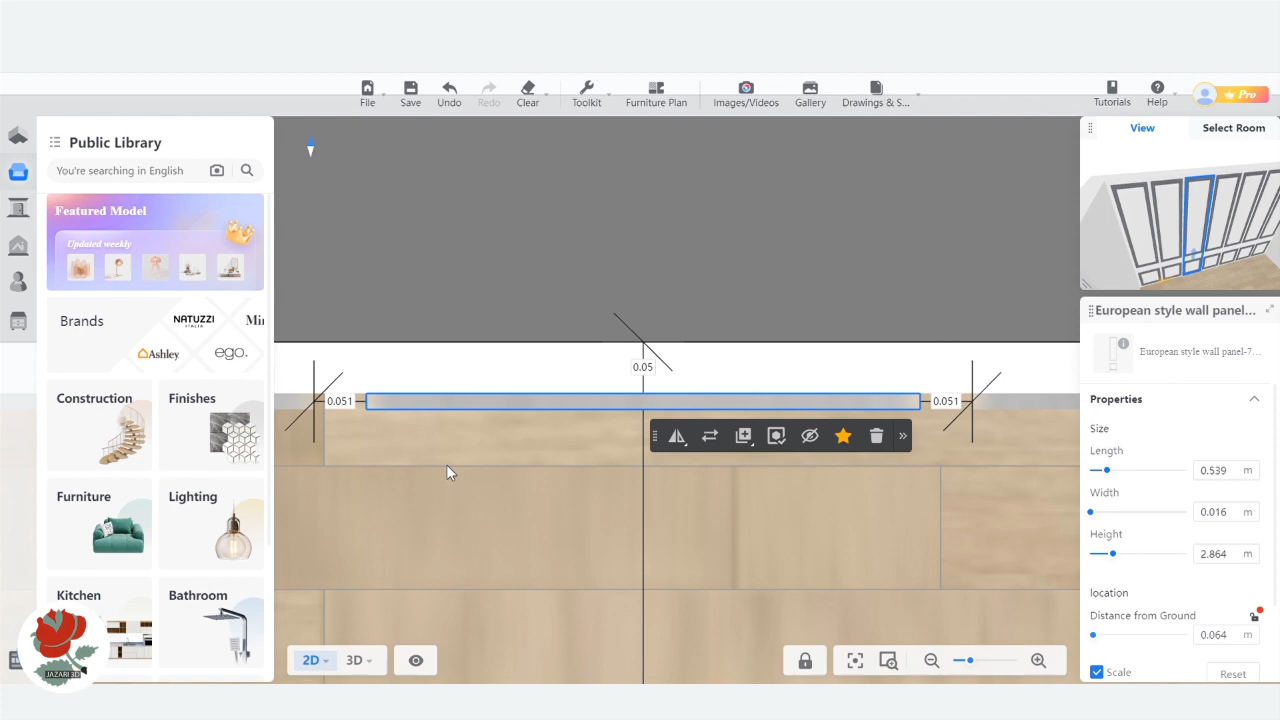 File
Save
Undo
Redo
Clear
Toolkit
Furniture Plan
Images/Videos
Gallery
Drawings & S...
Tutorials
Help
Pro
Public Library
You're searching in English
Featured Model
Updated weekly
Brands
NATUZZI
ITALIA
Ashley
ego.
Construction
Finishes
Furniture
Lighting
Kitchen
Bathroom
JAZARI 3D
0.05
0.051
0.051
2D
3D
View
Select Room
European style wall panel...
European style wall panel-7...
Properties
Size
Length
0.539 m
Width
0.016 m
Height
2.864 m
location
Distance from Ground
0.064 m
Scale
Reset